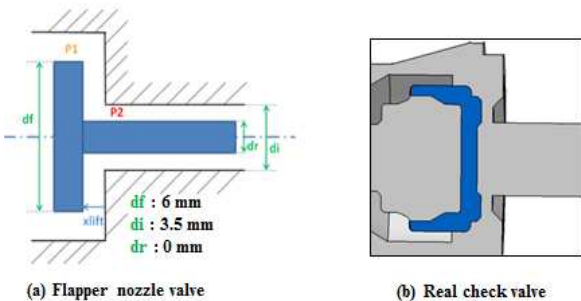 P1
P2
df
dr
di
xlift
df : 6 mm
di : 3.5 mm
dr : 0 mm
(a) Flapper nozzle valve
(b) Real check valve